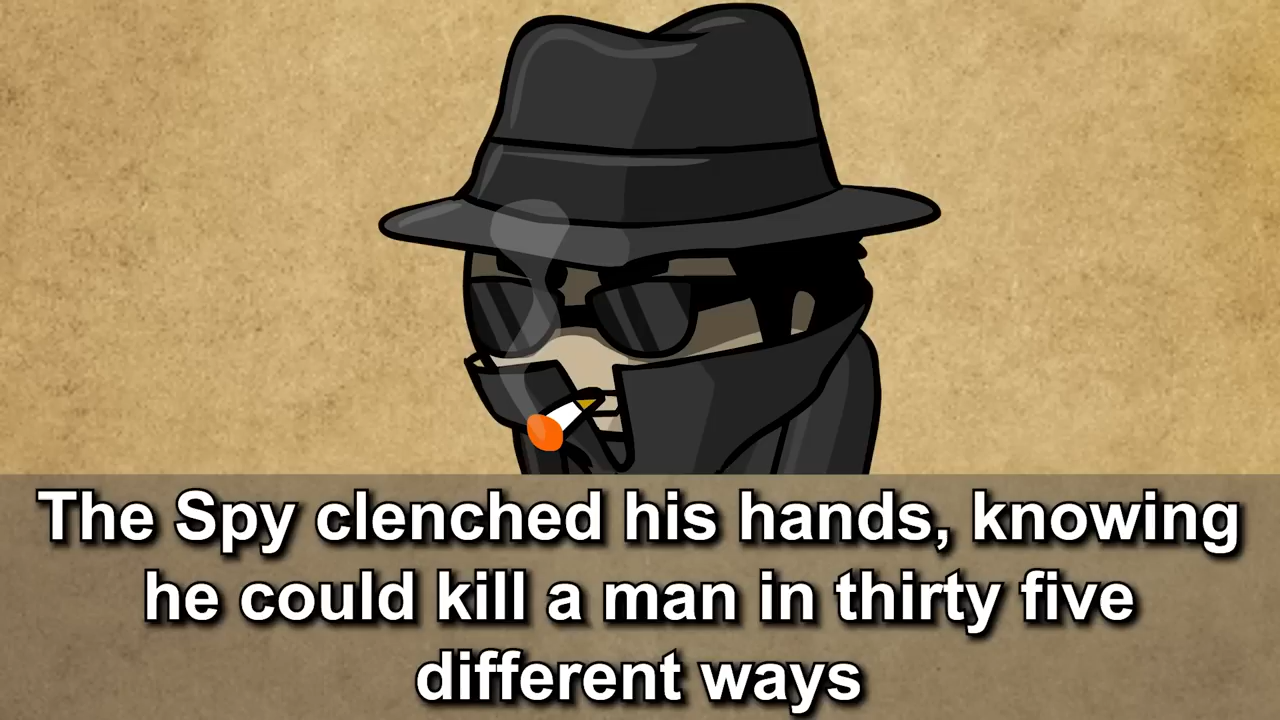 The Spy clenched his hands, knowing
he could kill a man in thirty five
different ways